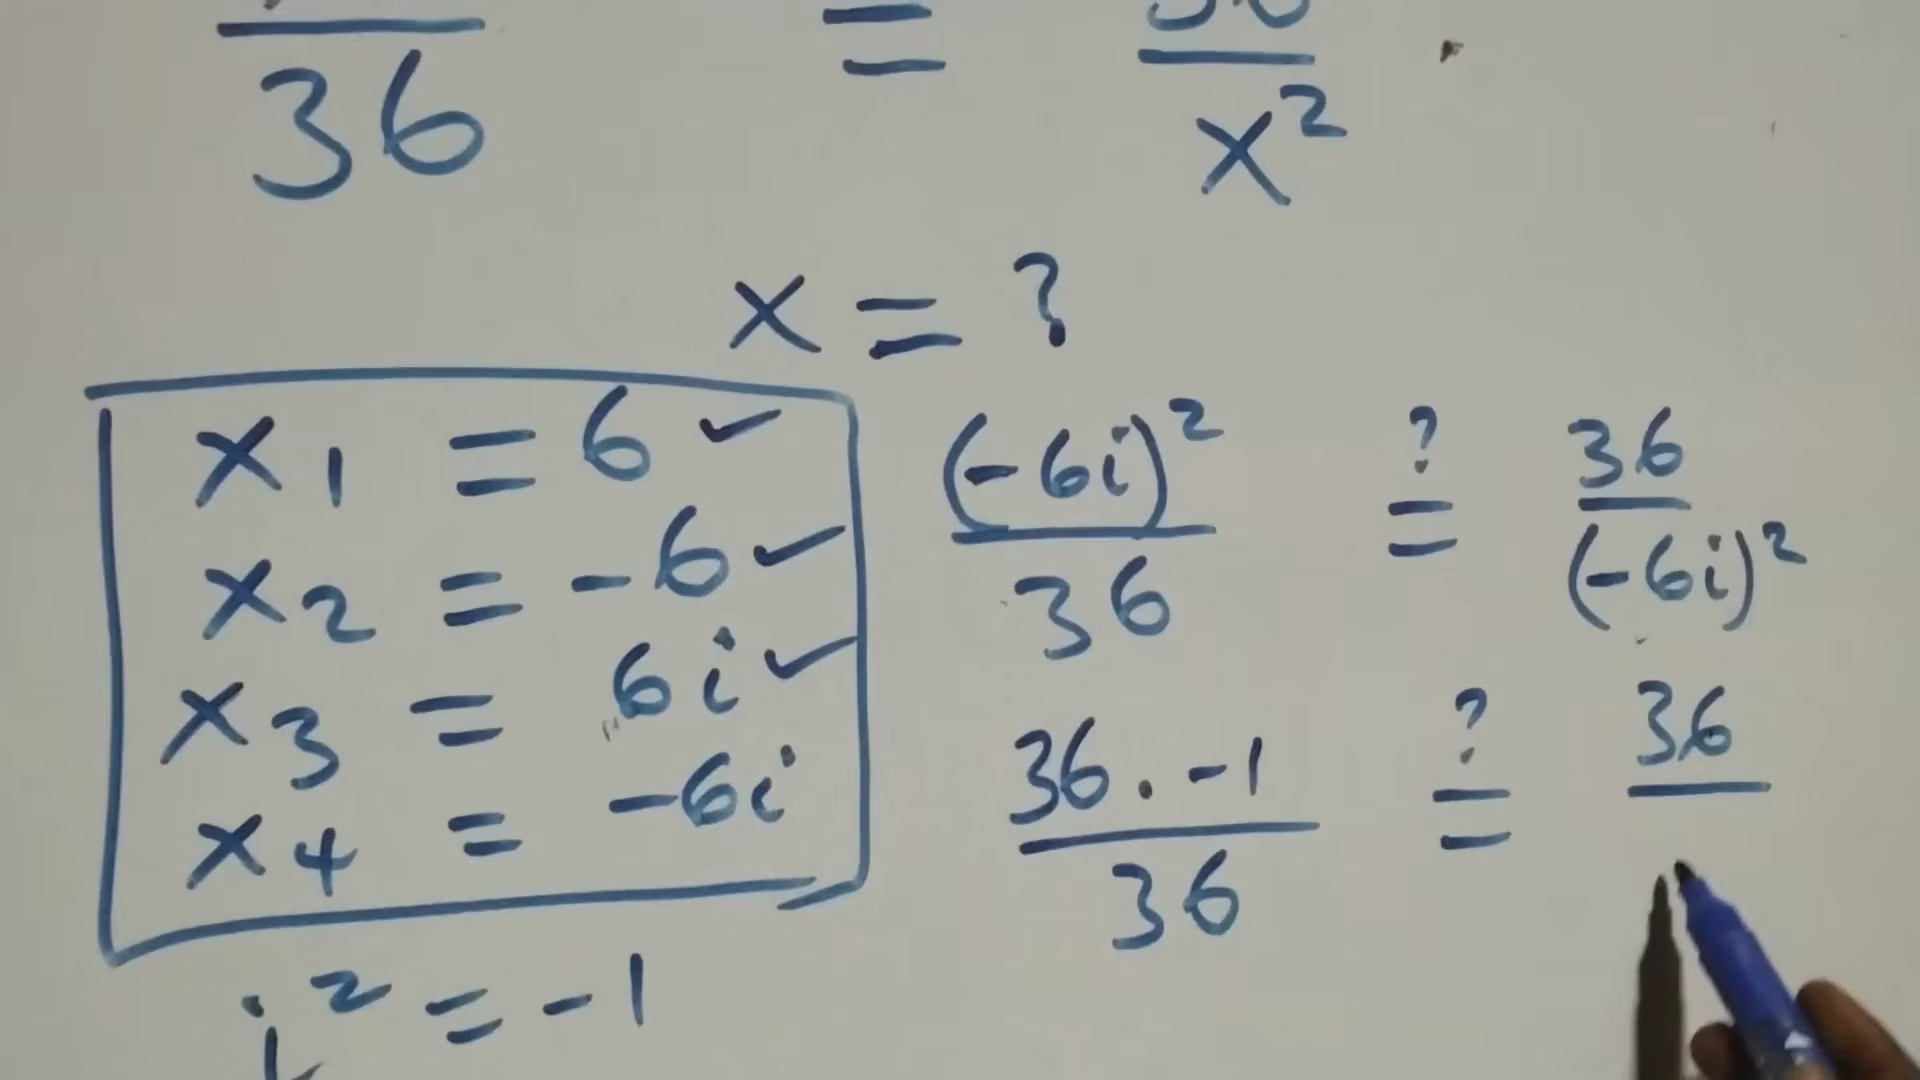 36 = 36/x²
x = ?
x₁ = 6 ✓
x₂ = -6 ✓
x₃ = 6i ✓
x₄ = -6i
i² = -1
(-6i)²/36 ?= 36/(-6i)²
36 . -1/36 ?= 36/